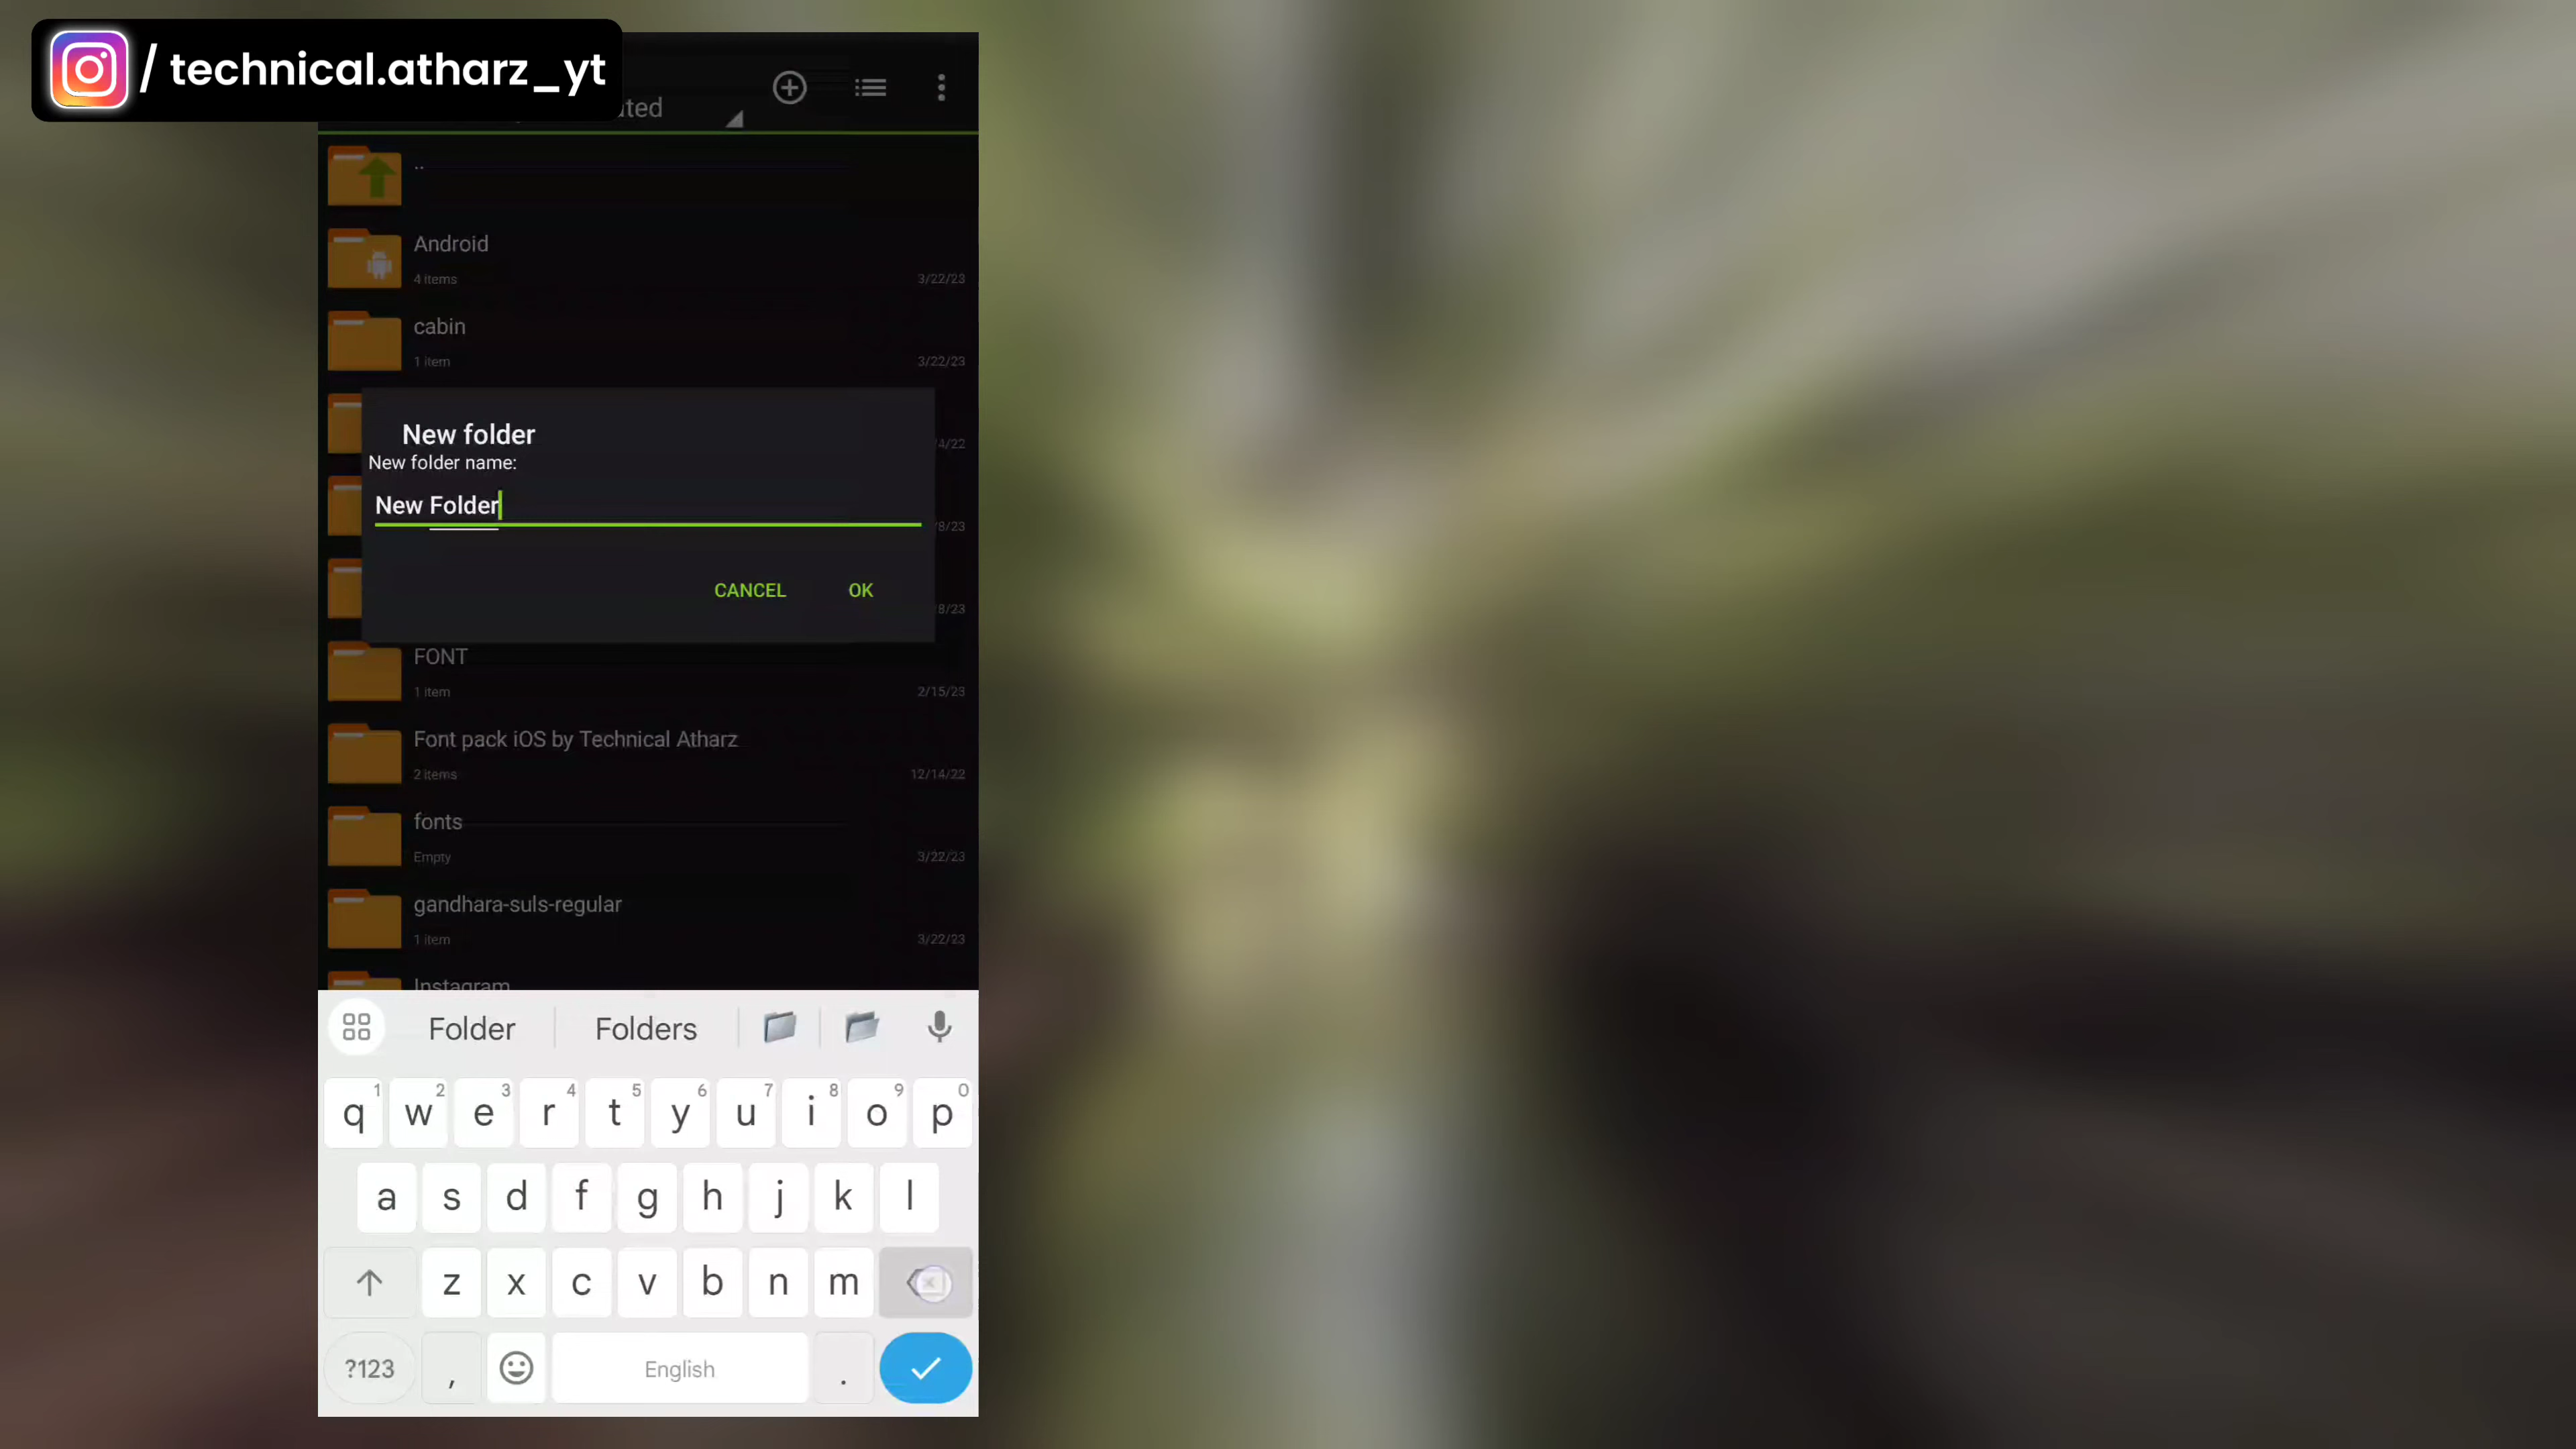 / technical.atharz_yt
ated
..
Android
4 items
3/22/23
cabin
1 item
3/22/23
New folder
New folder name:
4/22
New Folder
8/23
CANCEL
OK
8/23
FONT
1 item
2/15/23
Font pack iOS by Technical Atharz
2 items
12/14/22
fonts
Empty
3/22/23
gandhara-suls-regular
1 item
3/22/23
Instagram
Folder
Folders
1 2 3 4 5 6 7 8 9 0
q w e r t y u i o p
a s d f g h j k l
z x c v b n m
?123 , English .